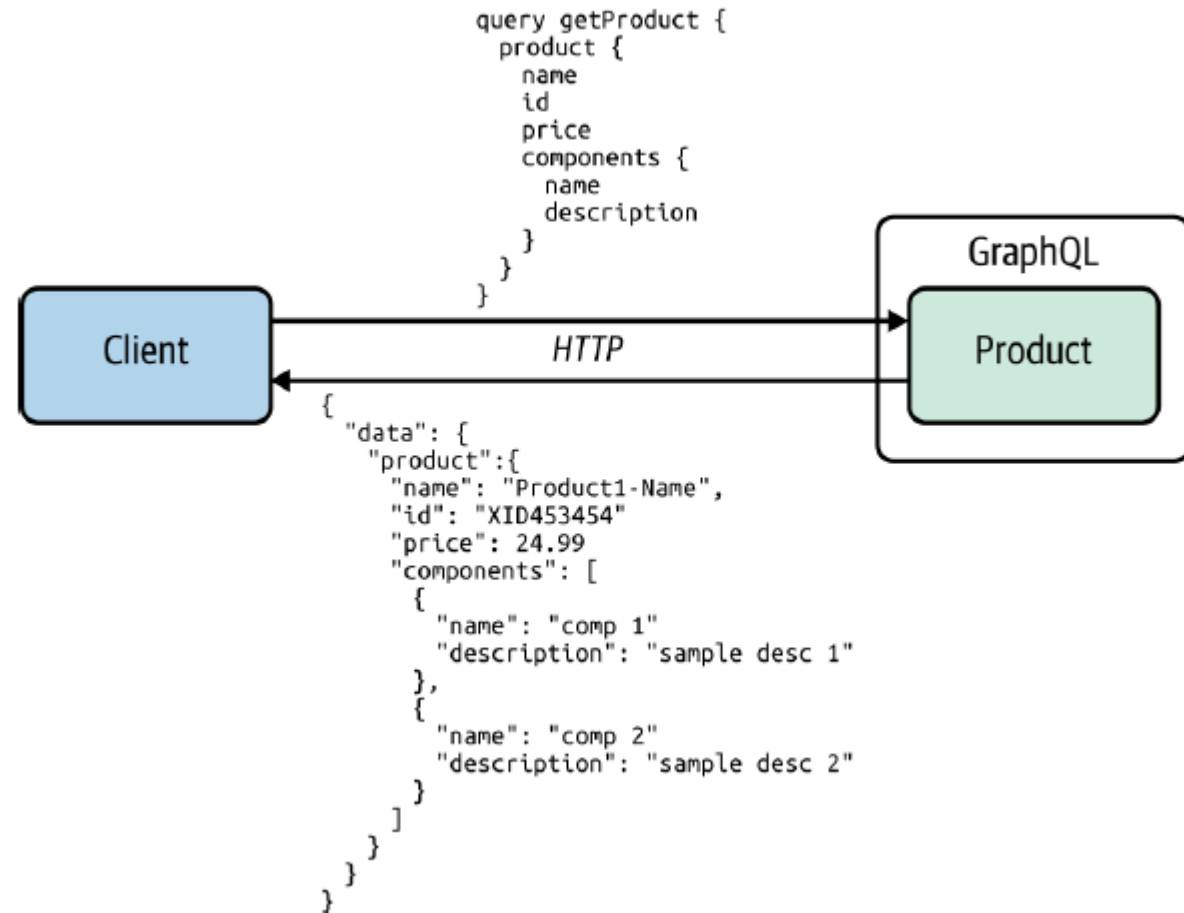 query getProduct {
  product {
    name
    id
    price
    components {
      name
      description
    }
  }
}
GraphQL
Client
HTTP
Product
{
  "data": {
    "product":{
      "name": "Product1-Name",
      "id": "XID453454"
      "price": 24.99
      "components": [
        {
          "name": "comp 1"
          "description": "sample desc 1"
        },
        {
          "name": "comp 2"
          "description": "sample desc 2"
        }
      ]
    }
  }
}